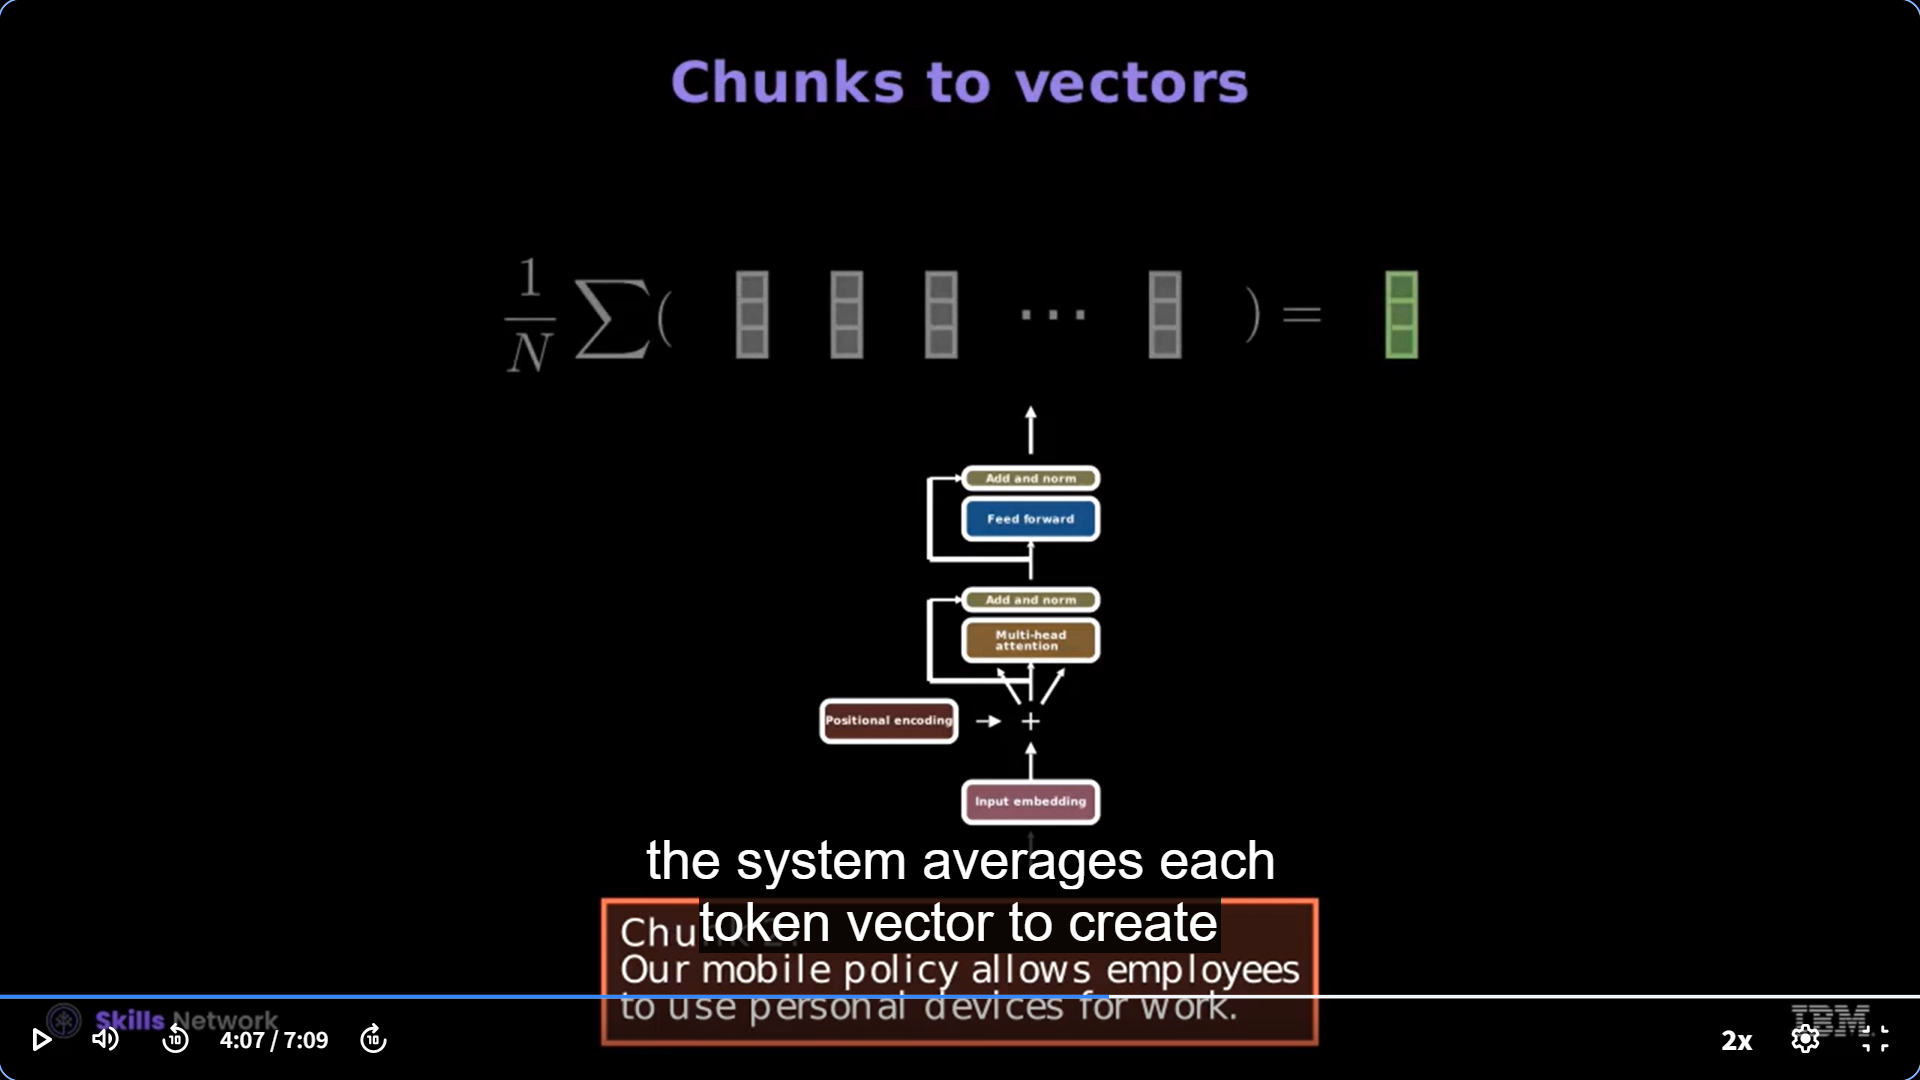 Chunks to vectors
1
N
∑(
...
) =
Add and norm
Feed forward
Add and norm
Multi-head
attention
Positional encoding
+
Input embedding
the system averages each
token vector to create
Our mobile policy allows employees
to use personal devices for work.
Skills Network
IBM
10
4:07 / 7:09
10
2x